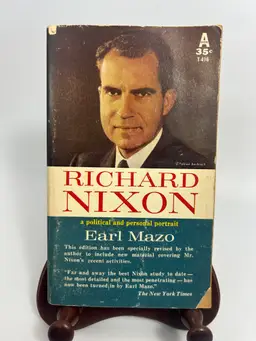 A
35¢
T-416
RICHARD
NIXON
a political and personal portrait
Earl Mazo
This edition has been specially revised by the
author to include new material covering Mr.
Nixon's recent activities.
"Far and away the best Nixon study to date—
the most detailed and the most penetrating—has
now been turned in by Earl Mazo."
The New York Times